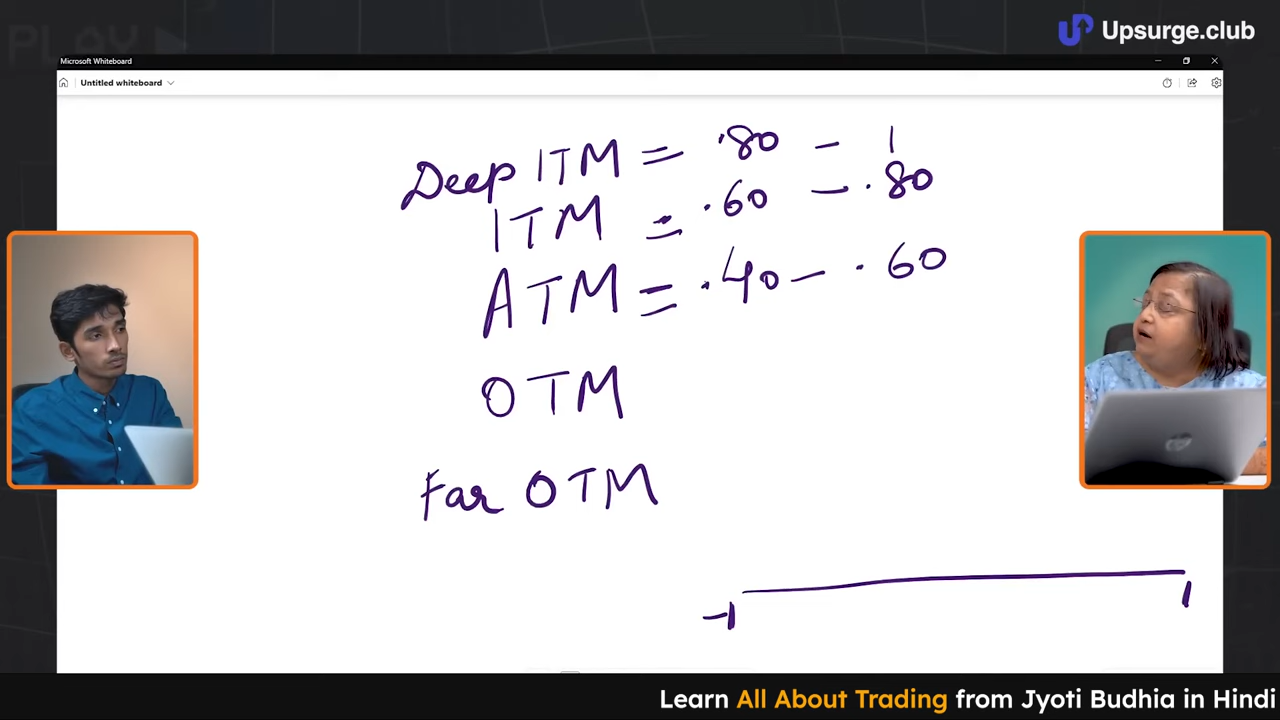 PLAY
Upsurge.club
Microsoft Whiteboard
Untitled whiteboard
Deep ITM = .80 - 1
ITM = .60 - .80
ATM = .40 - .60
OTM
Far OTM
-1 1
Learn All About Trading from Jyoti Budhia in Hindi